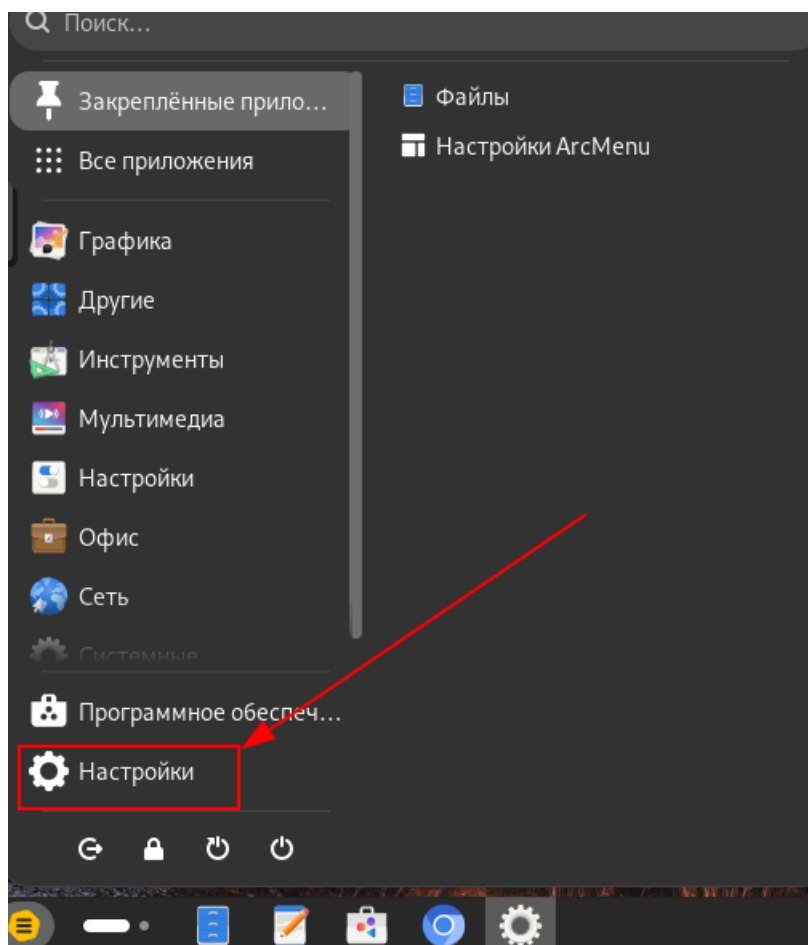 Поиск...
Закреплённые прило...
Все приложения
Графика
Другие
Инструменты
Мультимедиа
Настройки
Офис
Сеть
Системные
Программное обеспеч...
Настройки
Файлы
Настройки ArcMenu